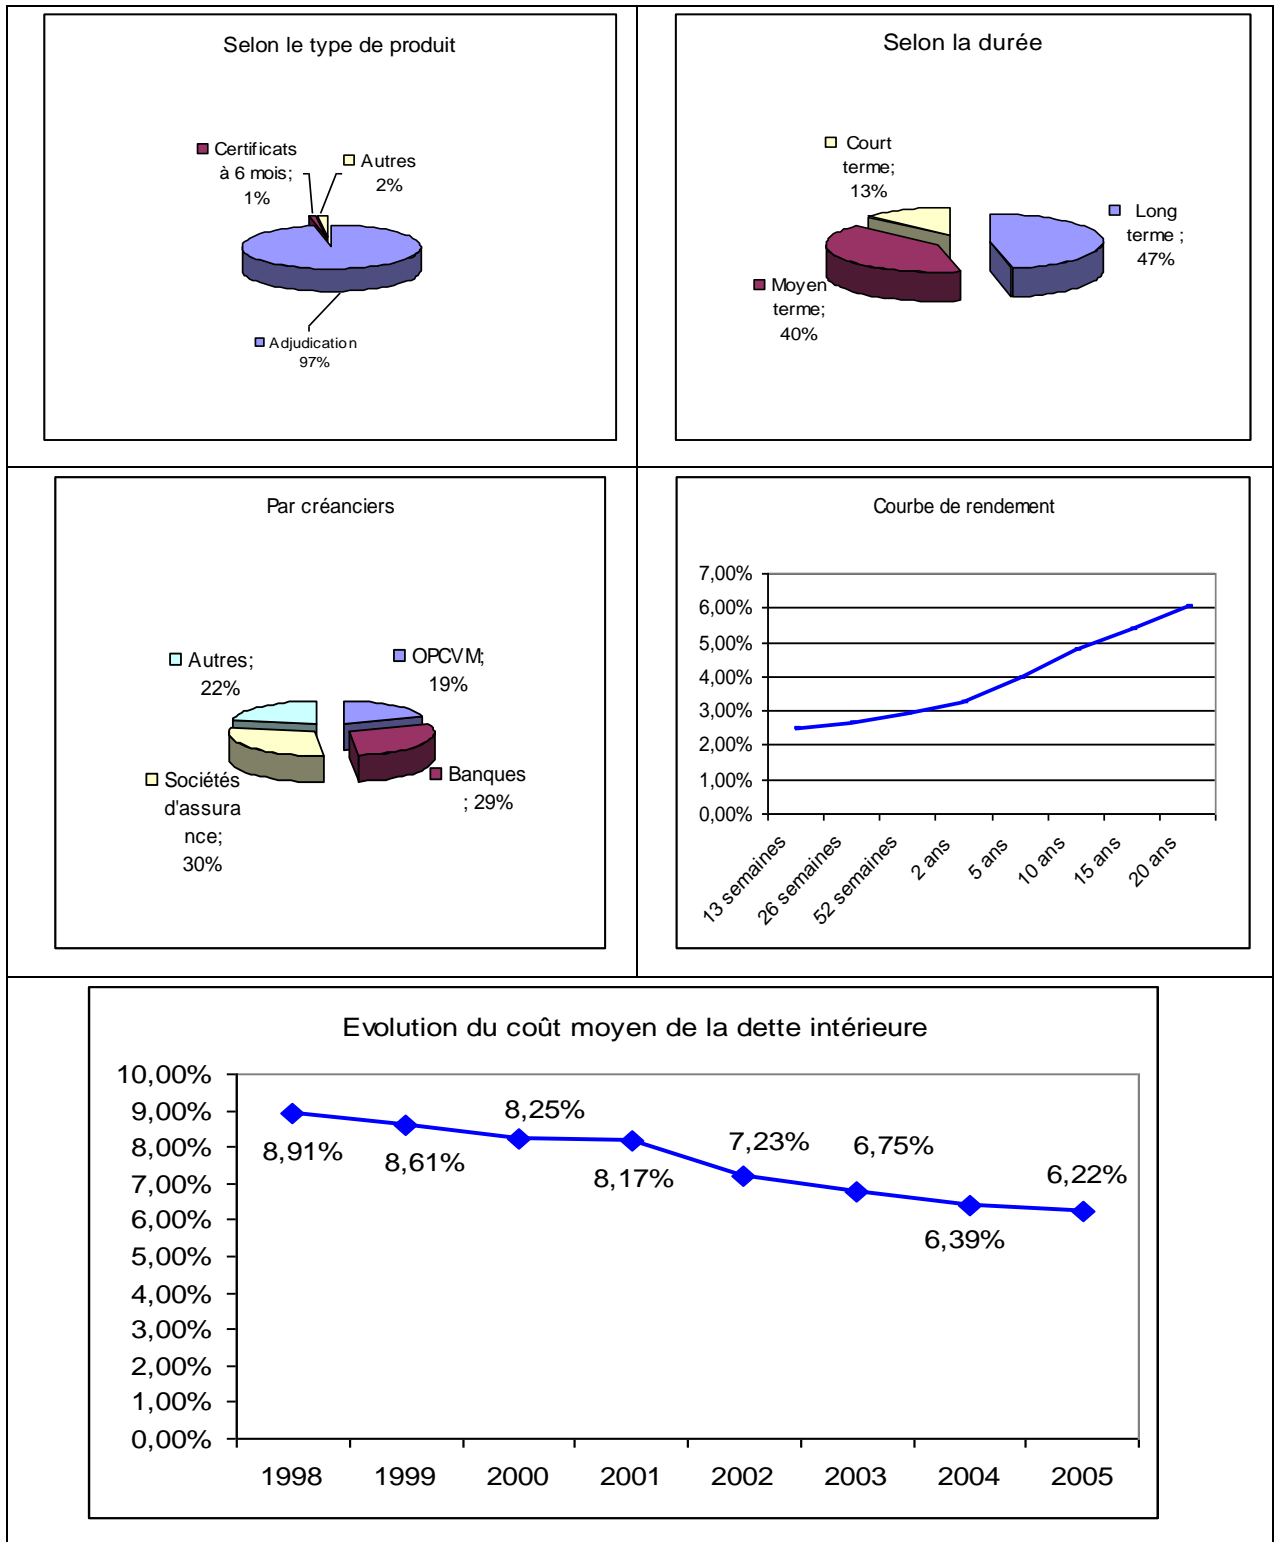 Selon le type de produit
Certificats
à 6 mois;
1%
Autres
2%
Adjudication
97%
Selon la durée
Court
terme;
13%
Long
terme ;
47%
Moyen
terme;
40%
Par créanciers
Autres;
22%
OPCVM;
19%
Sociétés
d'assura
nce;
30%
Banques
; 29%
Courbe de rendement
7,00%
6,00%
5,00%
4,00%
3,00%
2,00%
1,00%
0,00%
13 semaines
26 semaines
52 semaines
2 ans
5 ans
10 ans
15 ans
20 ans
Evolution du coût moyen de la dette intérieure
10,00%
9,00%
8,00%
7,00%
6,00%
5,00%
4,00%
3,00%
2,00%
1,00%
0,00%
8,91%
8,61%
8,25%
8,17%
7,23%
6,75%
6,39%
6,22%
1998
1999
2000
2001
2002
2003
2004
2005